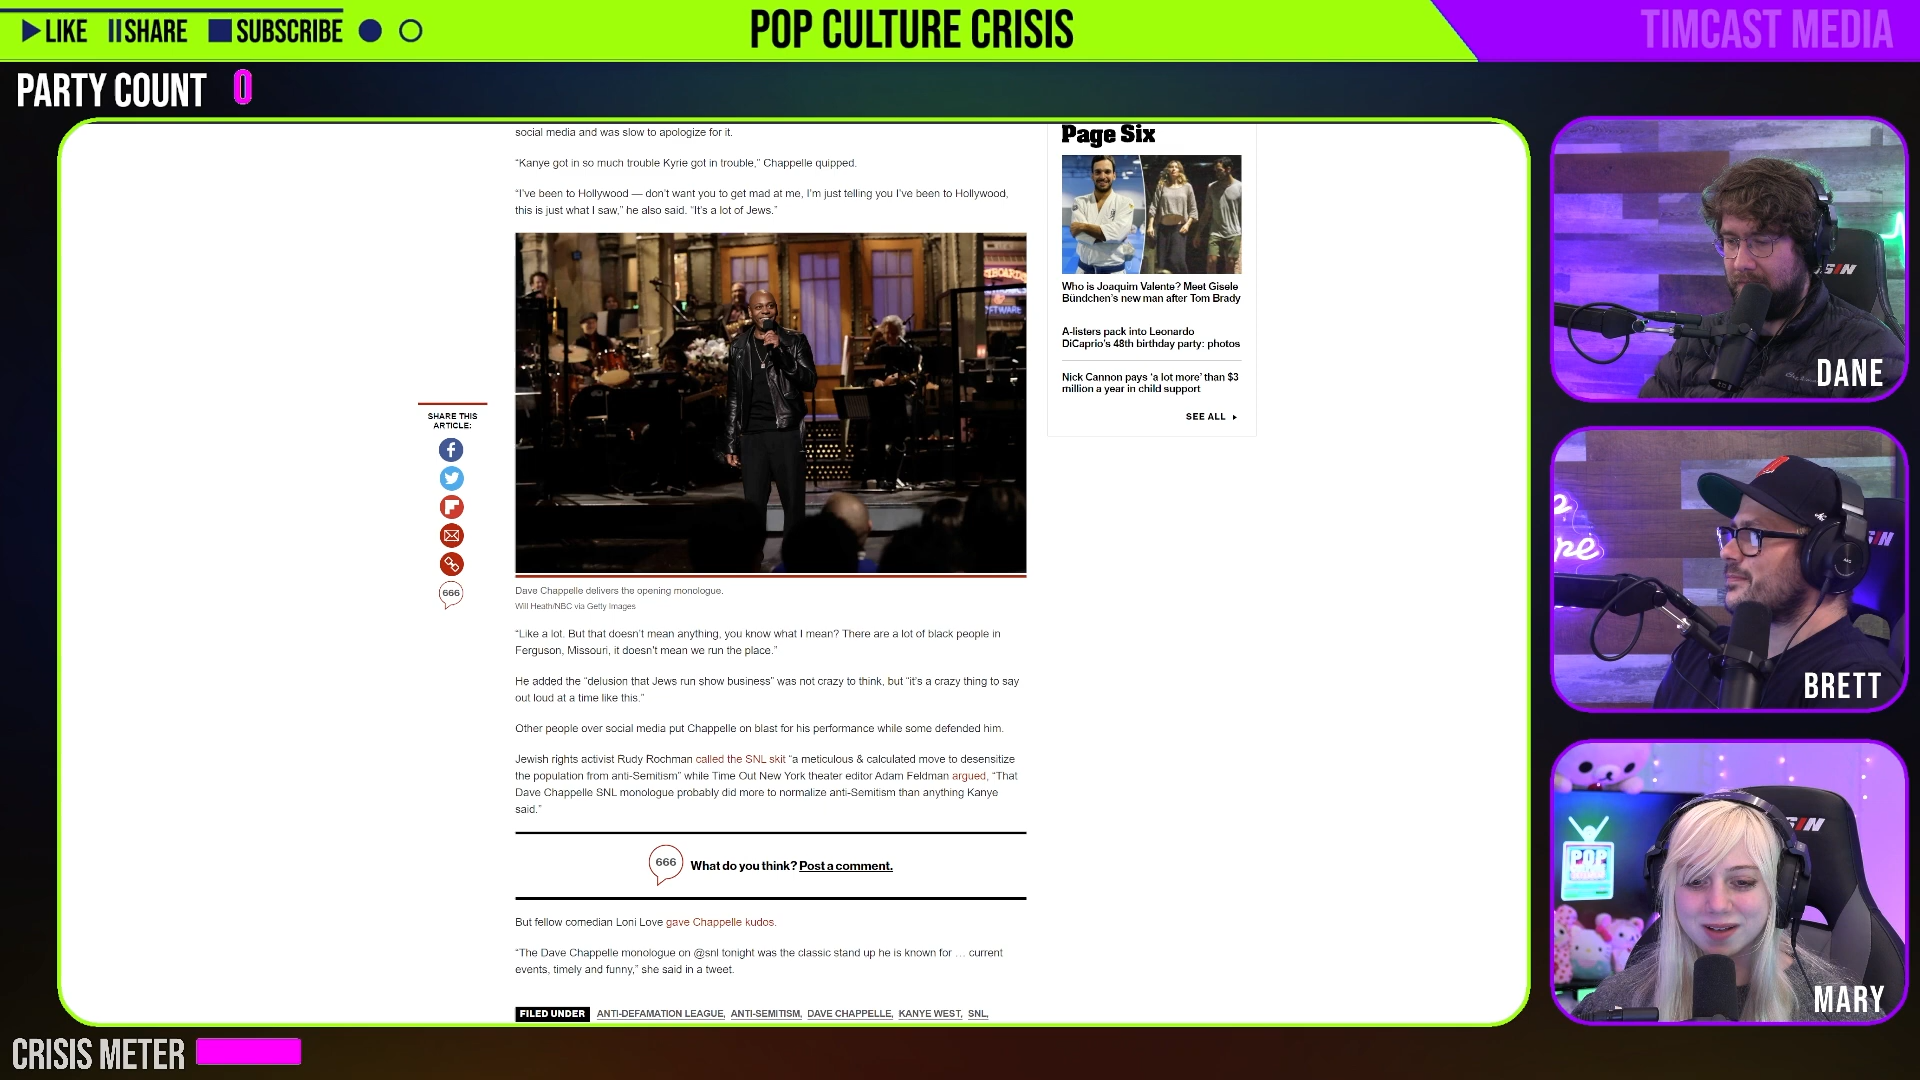 LIKE SHARE SUBSCRIBE
POP CULTURE CRISIS
TIMCAST MEDIA
PARTY COUNT 0
social media and was slow to apologize for it.
“Kanye got in so much trouble Kyrie got in trouble,” Chappelle quipped.
“I’ve been to Hollywood — don’t want you to get mad at me, I’m just telling you I’ve been to Hollywood,
this is just what I saw,” he also said. “It’s a lot of Jews.”
SHARE THIS
ARTICLE:
666
Dave Chappelle delivers the opening monologue.
Will Heath/NBC via Getty Images
“Like a lot. But that doesn’t mean anything, you know what I mean? There are a lot of black people in
Ferguson, Missouri, it doesn’t mean we run the place.”
He added the “delusion that Jews run show business” was not crazy to think, but “it’s a crazy thing to say
out loud at a time like this.”
Other people over social media put Chappelle on blast for his performance while some defended him.
Jewish rights activist Rudy Rochman called the SNL skit “a meticulous & calculated move to desensitize
the population from anti-Semitism” while Time Out New York theater editor Adam Feldman argued, “That
Dave Chappelle SNL monologue probably did more to normalize anti-Semitism than anything Kanye
said.”
666 What do you think? Post a comment.
But fellow comedian Loni Love gave Chappelle kudos.
“The Dave Chappelle monologue on @snl tonight was the classic stand up he is known for … current
events, timely and funny,” she said in a tweet.
FILED UNDER ANTI-DEFAMATION LEAGUE, ANTI-SEMITISM, DAVE CHAPPELLE, KANYE WEST, SNL,
Page Six
Who is Joaquim Valente? Meet Gisele
Bündchen’s new man after Tom Brady
A-listers pack into Leonardo
DiCaprio’s 48th birthday party: photos
Nick Cannon pays ‘a lot more’ than $3
million a year in child support
SEE ALL
DANE
BRETT
POP
MARY
CRISIS METER